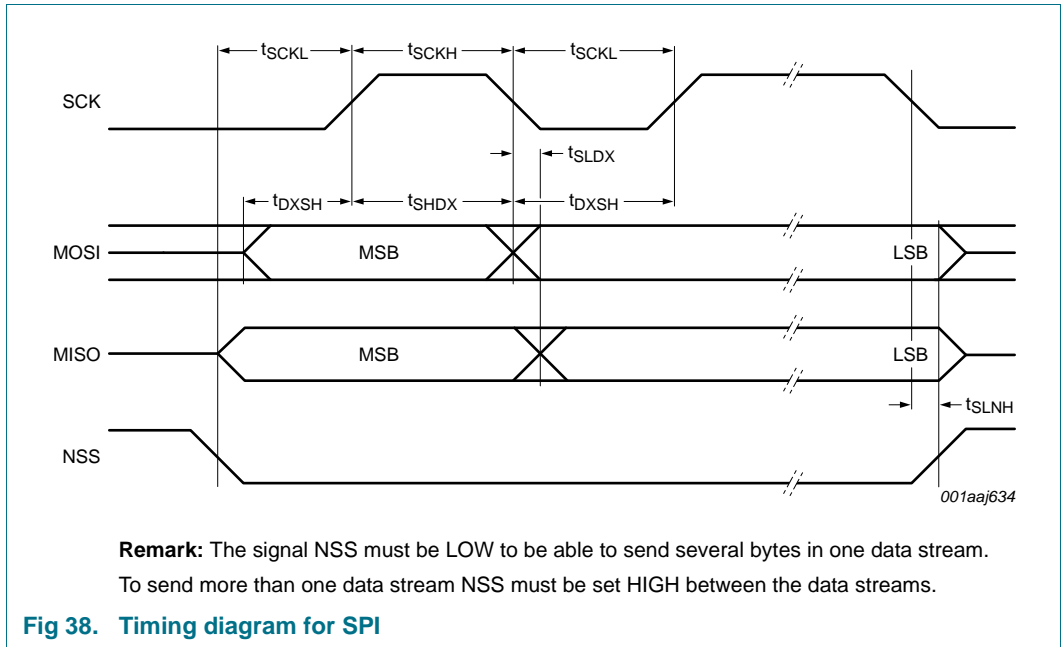 tSCKL tSCKH tSCKL
SCK
tSLDX
tDXSH tSHDX tDXSH
MOSI MSB LSB
MISO MSB LSB
tSLNH
NSS
001aaj634
Remark: The signal NSS must be LOW to be able to send several bytes in one data stream.
To send more than one data stream NSS must be set HIGH between the data streams.
Fig 38. Timing diagram for SPI